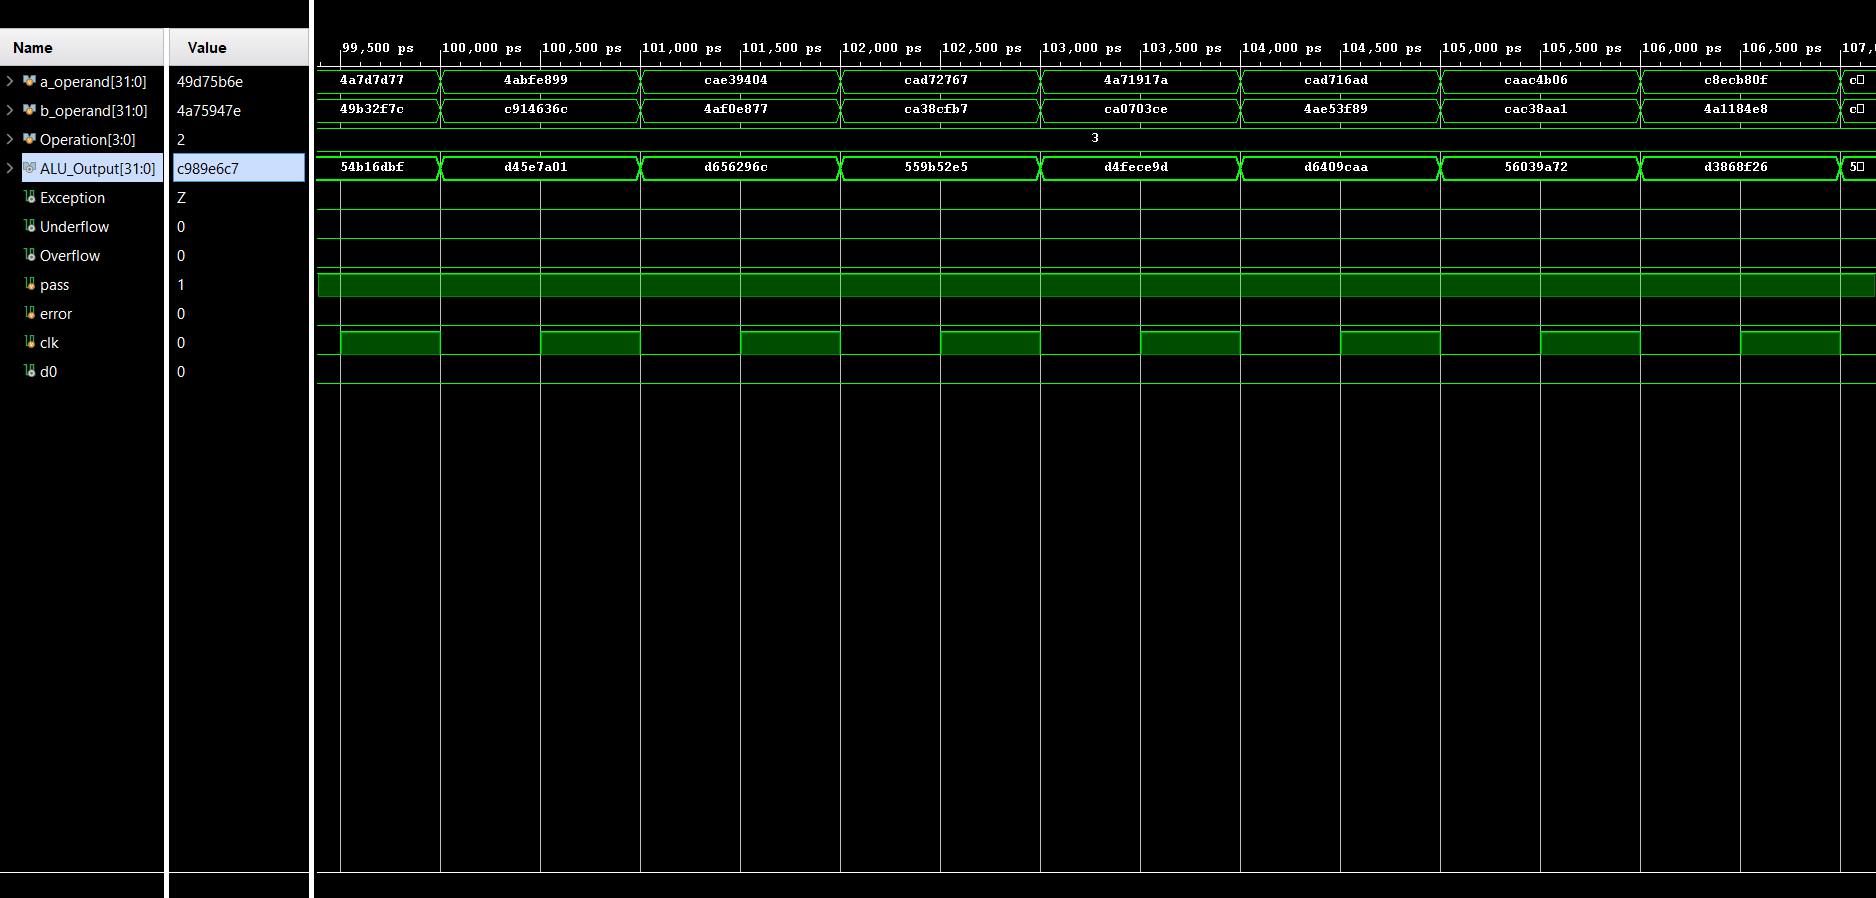 Name Value 99,500 ps 100,000 ps 100,500 ps 101,000 ps 101,500 ps 102,000 ps 102,500 ps 103,000 ps 103,500 ps 104,000 ps 104,500 ps 105,000 ps 105,500 ps 106,000 ps 106,500 ps 107,
a_operand[31:0] 49d75b6e 4a7d7d77 4abfe899 cae39404 cad72767 4a71917a cad716ad caac4b06 c8ecb80f c
b_operand[31:0] 4a75947e 49b32f7c c914636c 4af0e877 ca38cfb7 ca0703ce 4ae53f89 cac38aa1 4a1184e8 c
Operation[3:0] 2 3
ALU_Output[31:0] c989e6c7 54b16dbf d45e7a01 d656296c 559b52e5 d4fece9d d6409caa 56039a72 d3868f26 5
Exception Z
Underflow 0
Overflow 0
pass 1
error 0
clk 0
d0 0